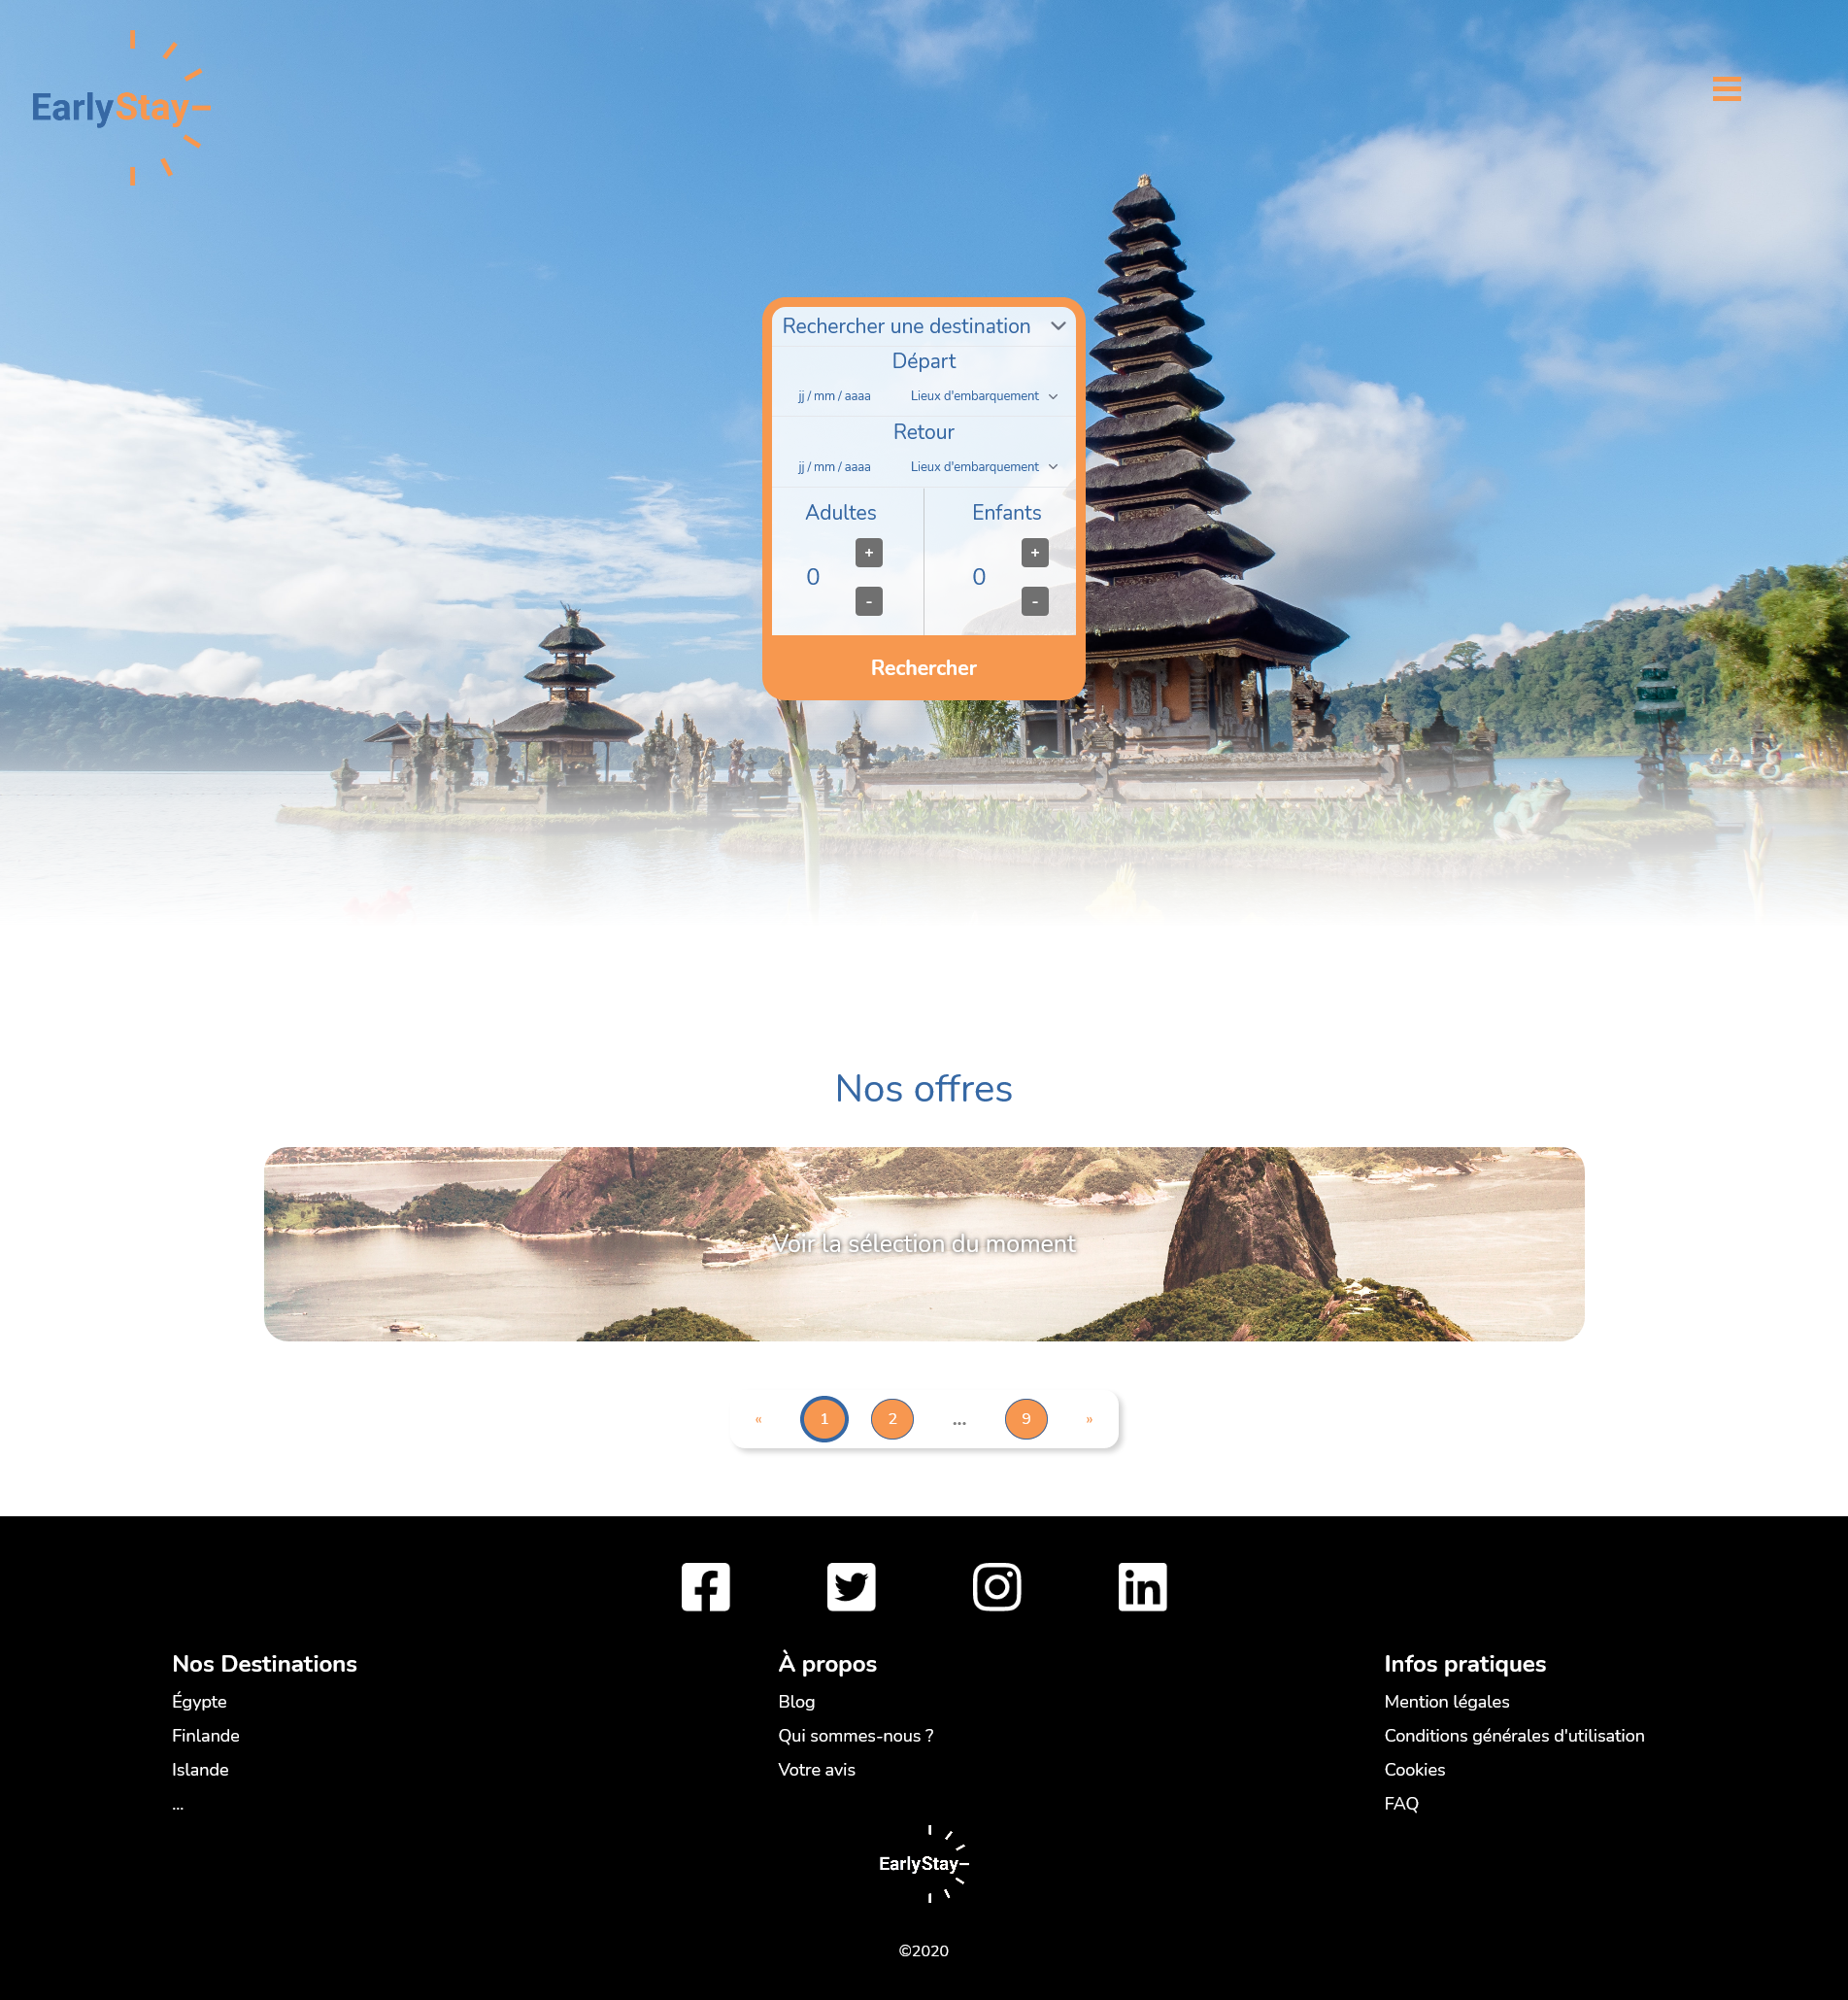 EarlyStay
Rechercher une destination
Départ
jj / mm / aaaa Lieux d'embarquement
Retour
jj / mm / aaaa Lieux d'embarquement
Adultes Enfants
+ +
0 0
- -
Rechercher
Nos offres
Voir la sélection du moment
« 1 2 ... 9 »
Nos Destinations
Égypte
Finlande
Islande
...
À propos
Blog
Qui sommes-nous ?
Votre avis
Infos pratiques
Mention légales
Conditions générales d'utilisation
Cookies
FAQ
EarlyStay
©2020